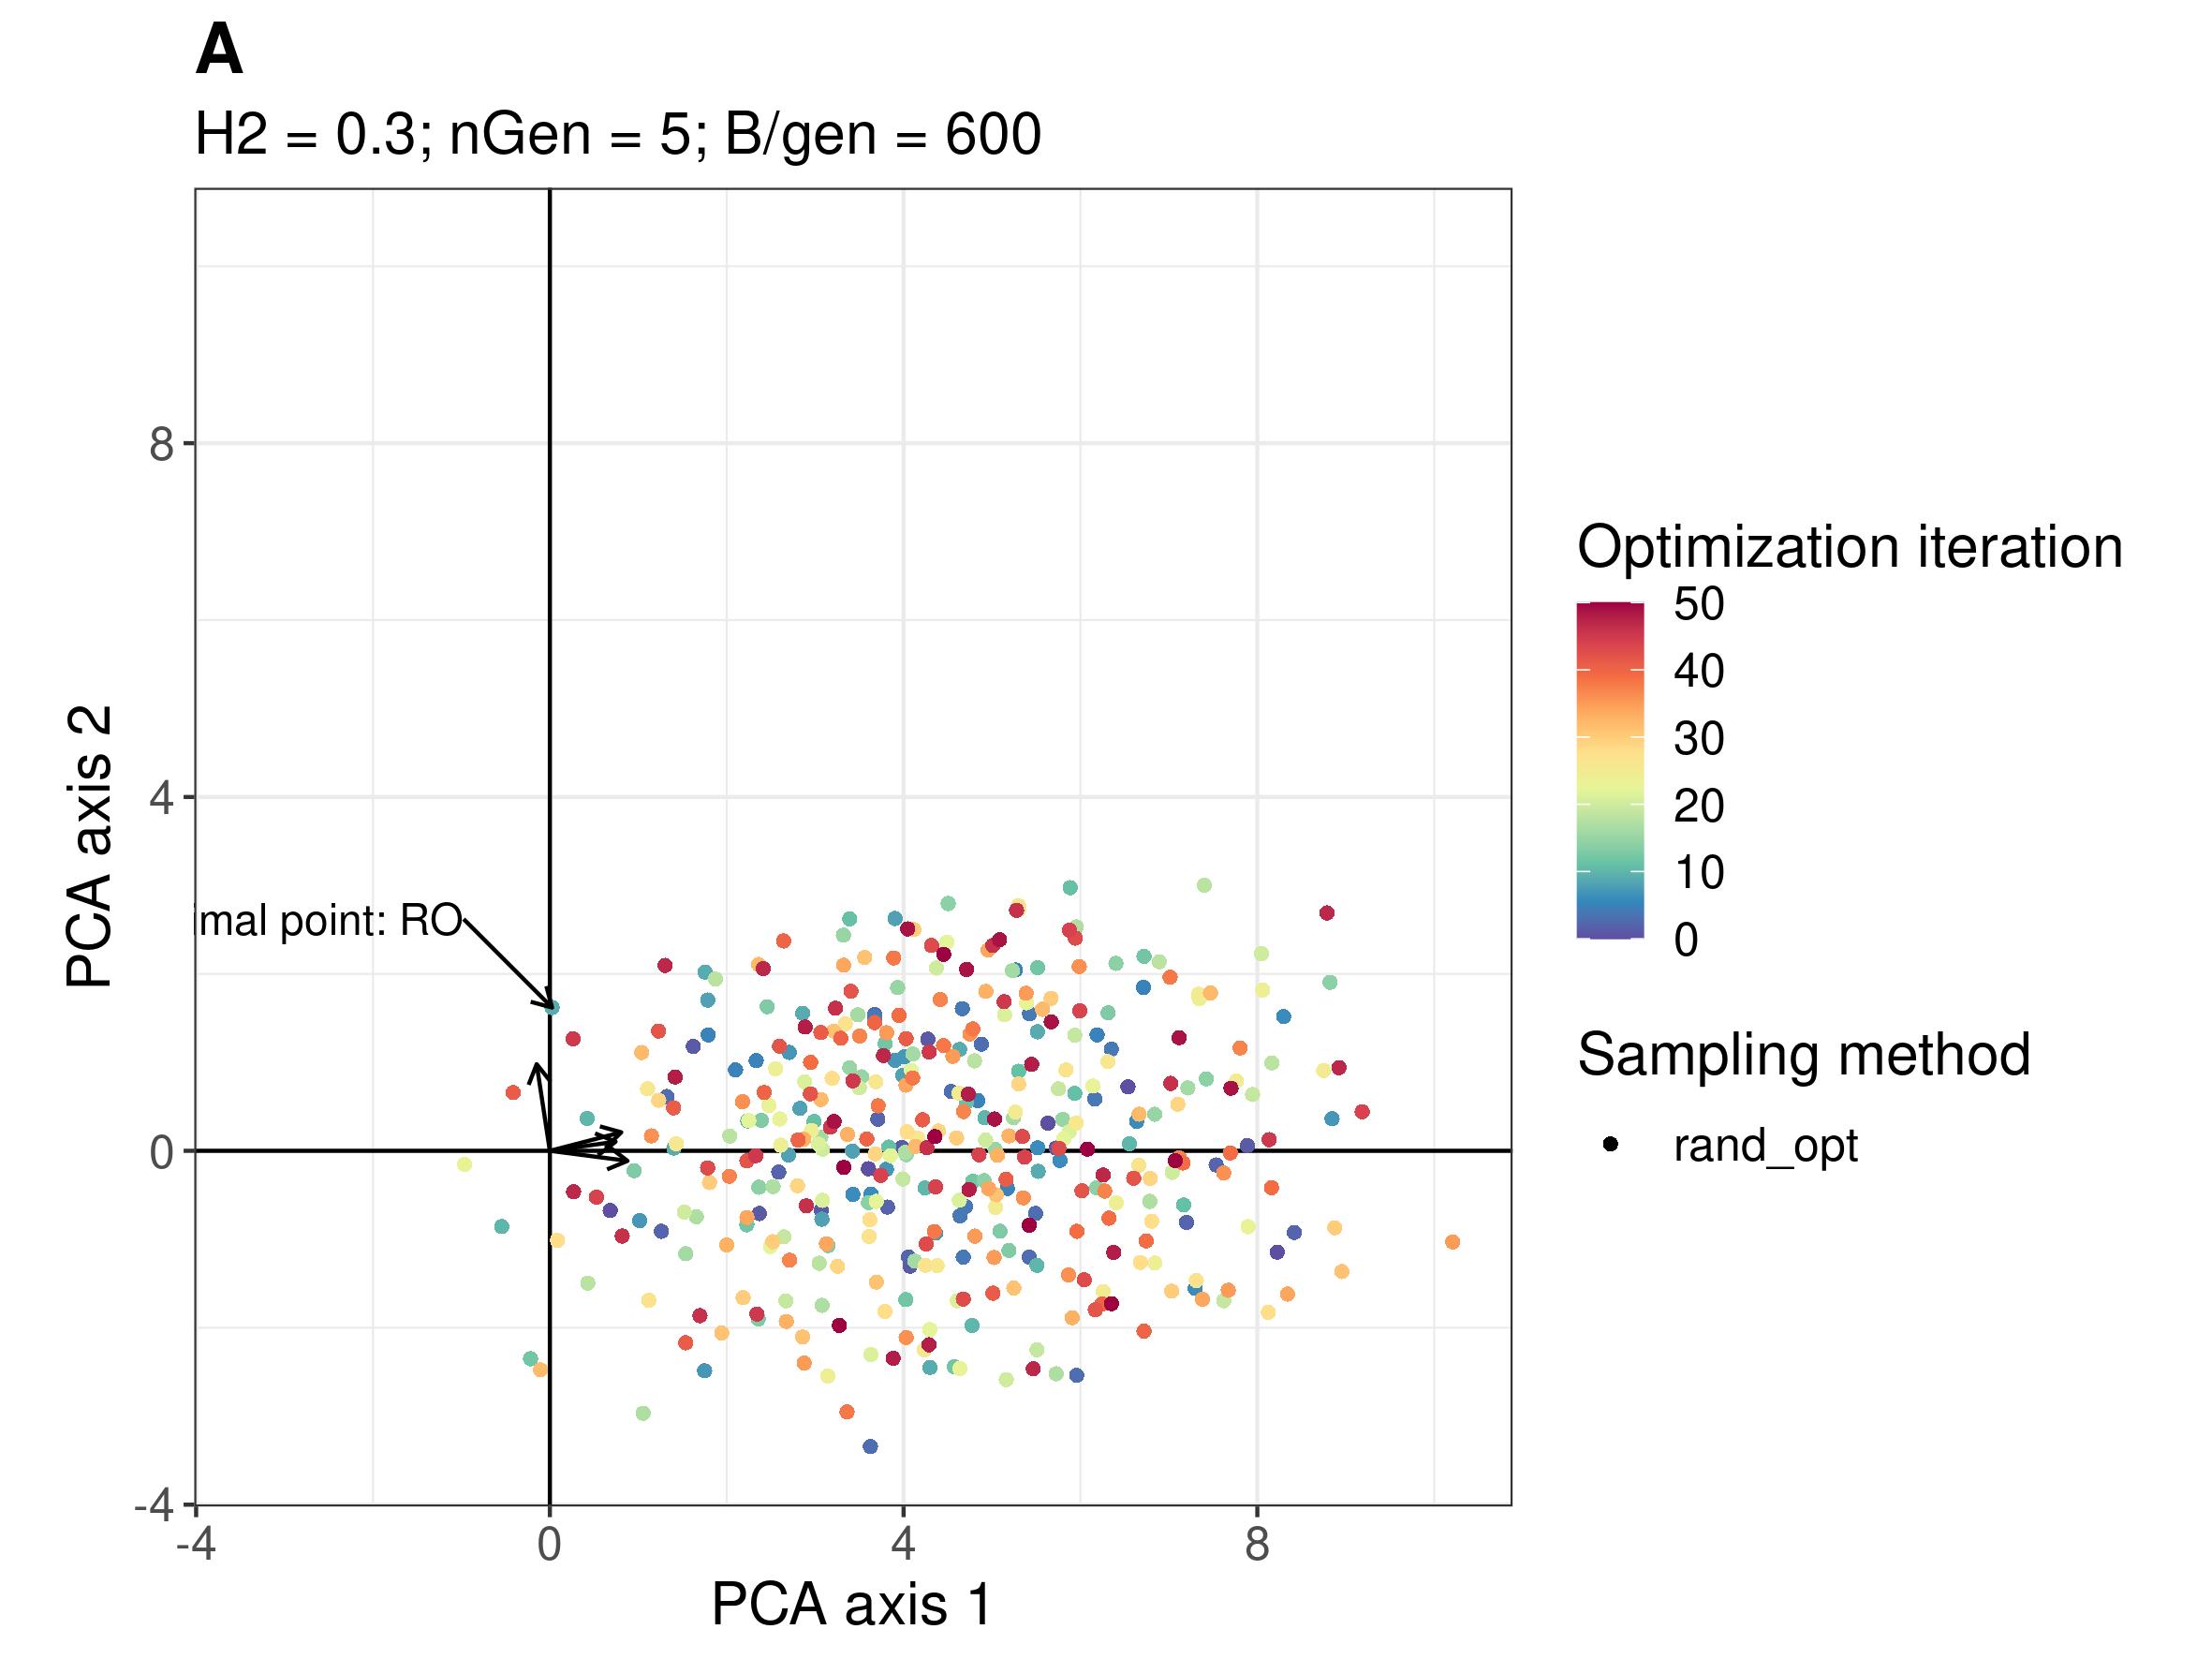 A
H2 = 0.3; nGen = 5; B/gen = 600
8
4
0
-4
-4
0
4
8
PCA axis 1
PCA axis 2
imal point: RO
Optimization iteration
50
40
30
20
10
0
Sampling method
rand_opt